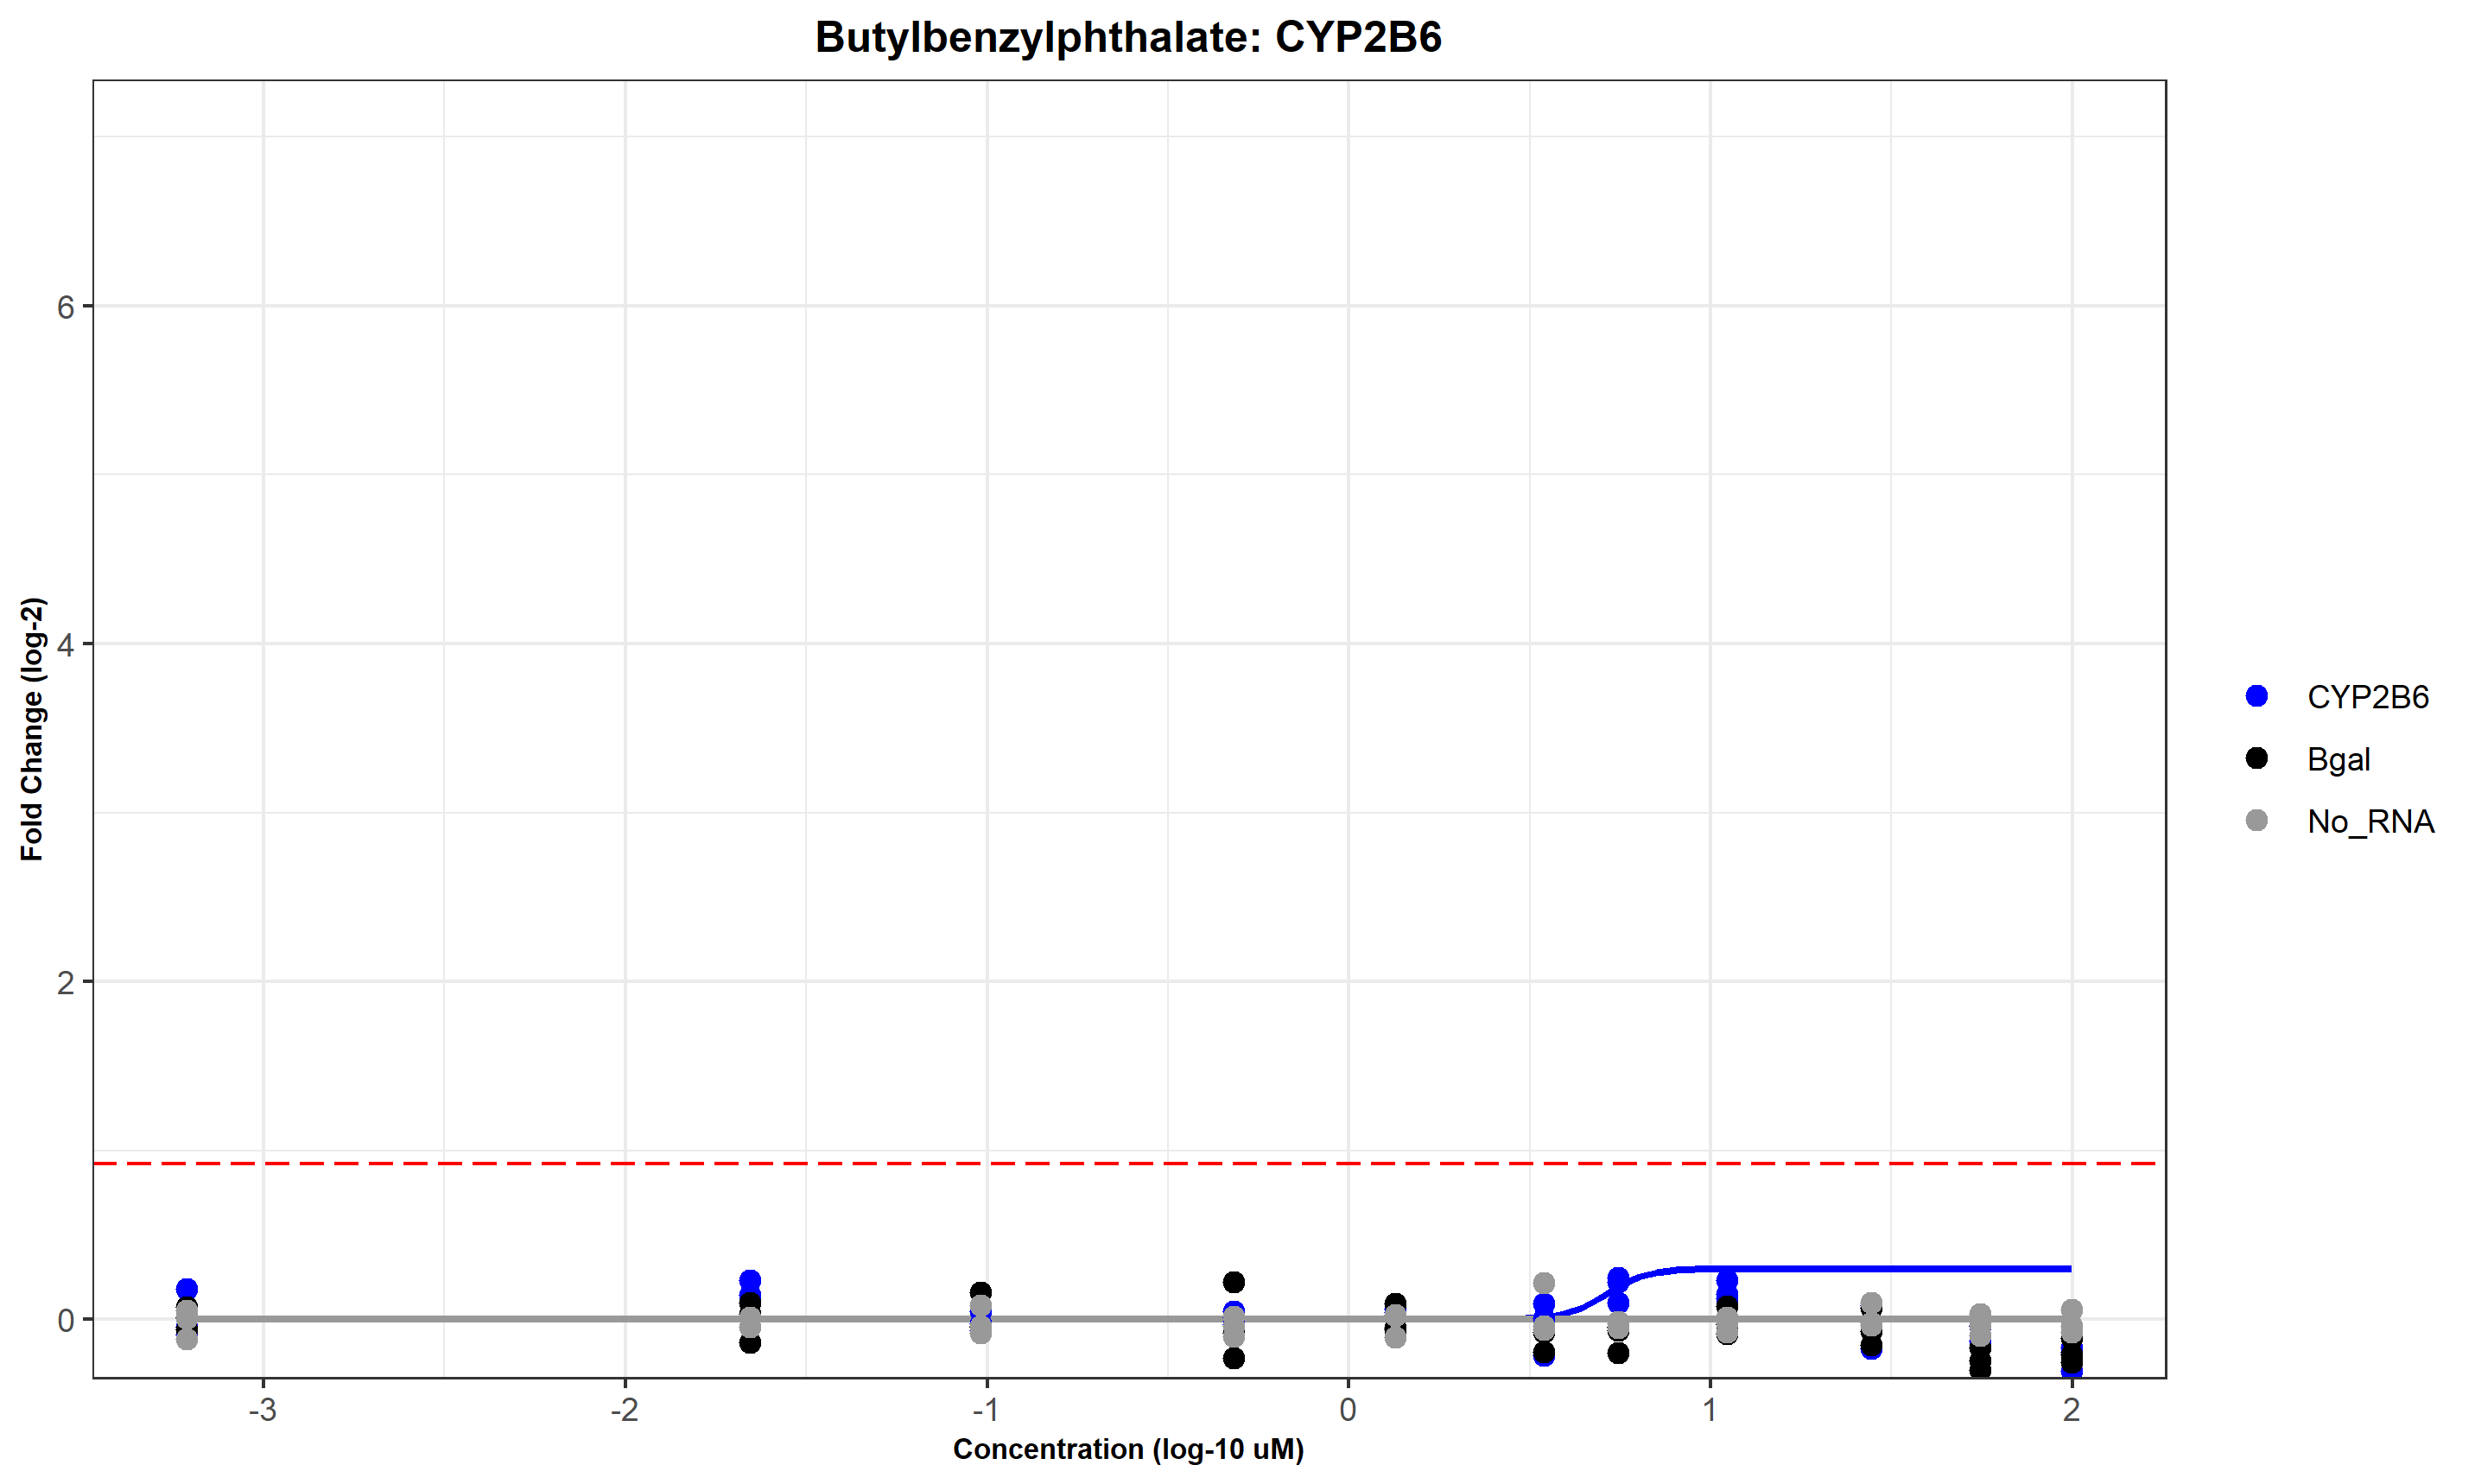 Butylbenzylphthalate: CYP2B6
Fold Change (log-2)
6
4
2
0
-3
-2
-1
0
1
2
Concentration (log-10 uM)
CYP2B6
Bgal
No_RNA